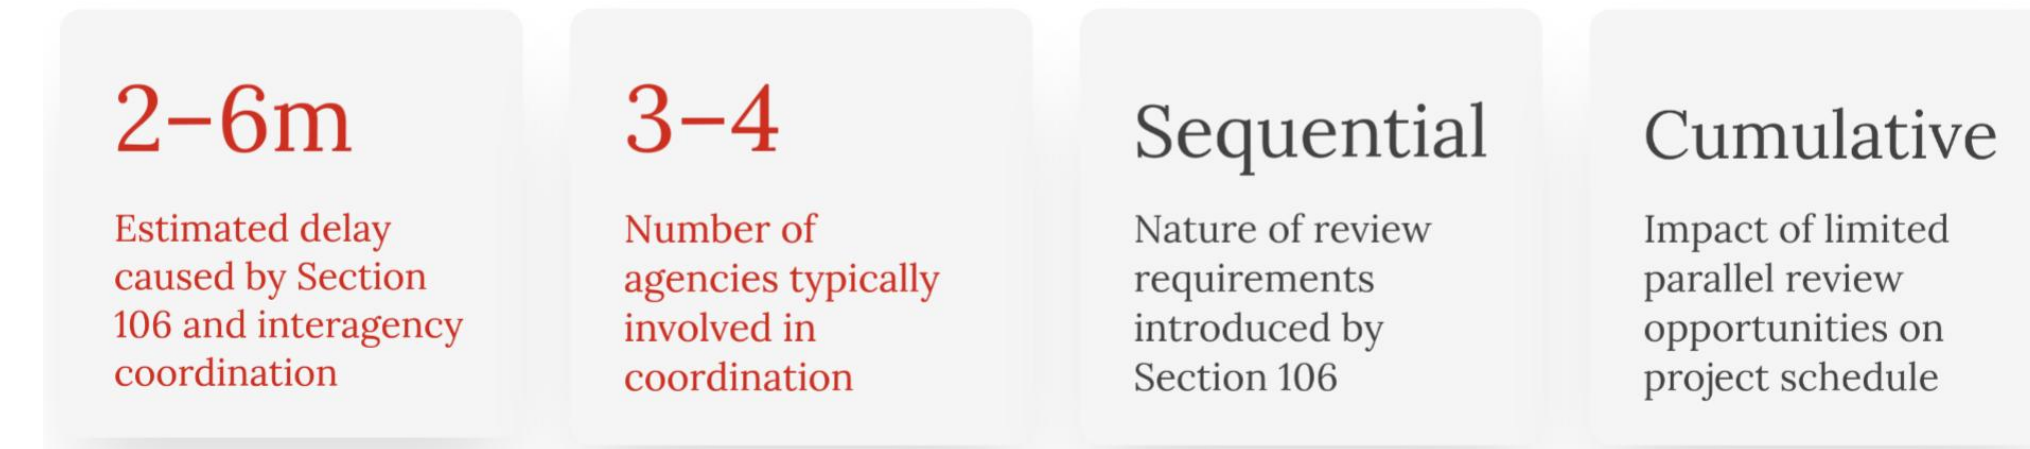 2–6m
Estimated delay
caused by Section
106 and interagency
coordination
3–4
Number of
agencies typically
involved in
coordination
Sequential
Nature of review
requirements
introduced by
Section 106
Cumulative
Impact of limited
parallel review
opportunities on
project schedule